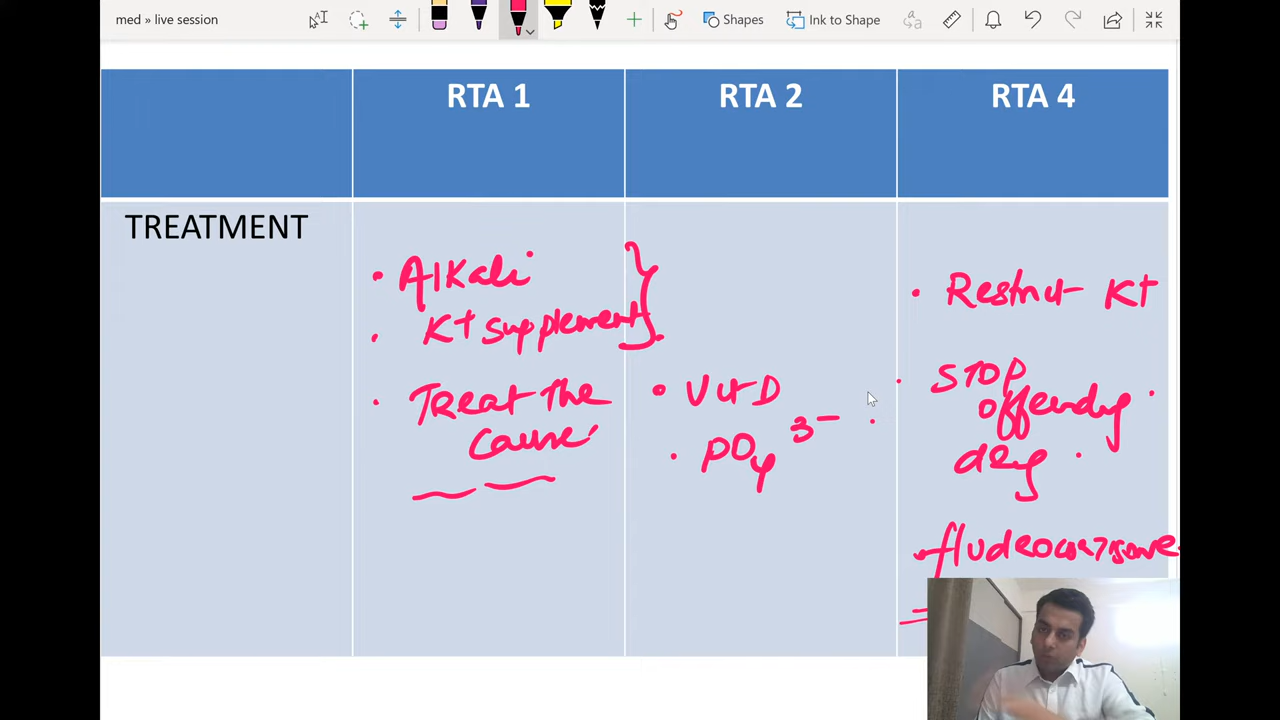 med » live session
Shapes
Ink to Shape
RTA 1
RTA 2
RTA 4
TREATMENT
• Alkali
• K+ supplement
• Treat the
cause
• Vit D
• PO4 3-
• Restrict K+
• STOP
offending
drug